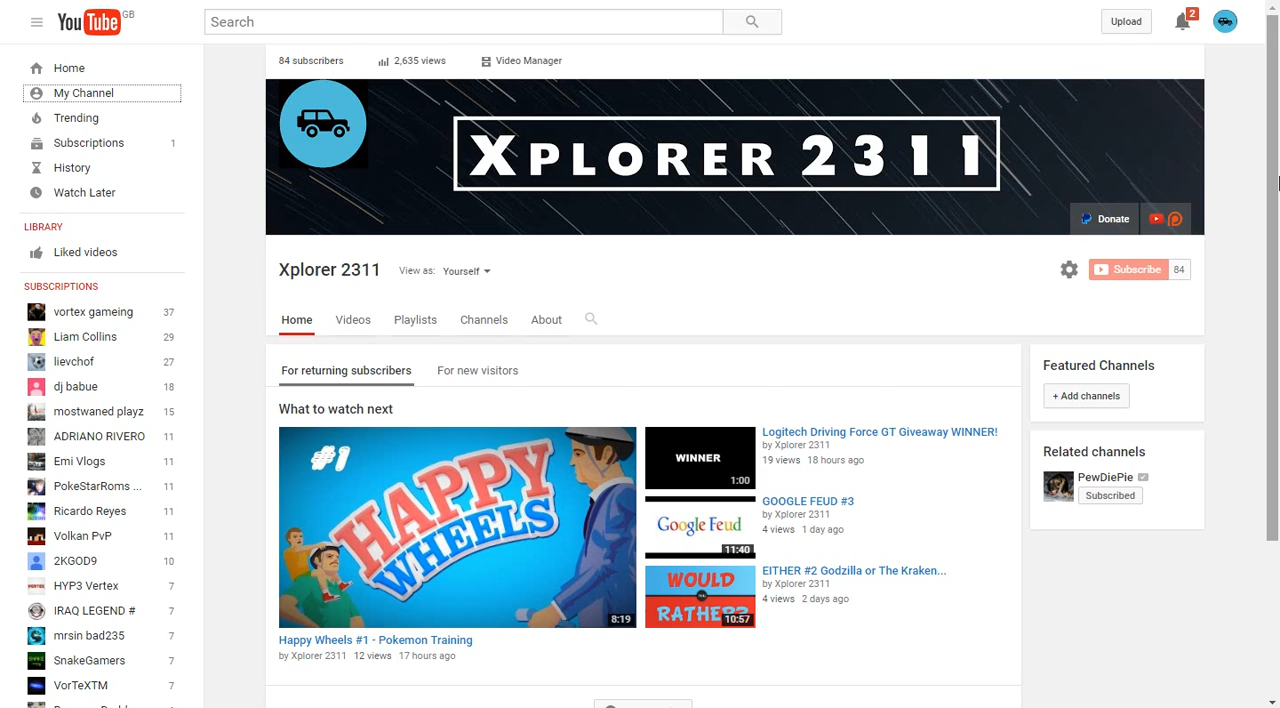 YouTube GB
Search
Upload
2
Home
My Channel
Trending
Subscriptions 1
History
Watch Later
LIBRARY
Liked videos
SUBSCRIPTIONS
vortex gameing 37
Liam Collins 29
lievchof 27
dj babue 18
mostwaned playz 15
ADRIANO RIVERO 11
Emi Vlogs 11
PokeStarRoms ... 11
Ricardo Reyes 11
Volkan PvP 11
2KGOD9 10
HYP3 Vertex 7
IRAQ LEGEND # 7
mrsin bad235 7
SnakeGamers 7
VorTeXTM 7
84 subscribers 2,635 views Video Manager
XPLORER 2311
Donate
Xplorer 2311 View as: Yourself
Subscribe 84
Home Videos Playlists Channels About
For returning subscribers For new visitors
What to watch next
#1
HAPPY
WHEELS
8:19
Happy Wheels #1 - Pokemon Training
by Xplorer 2311 12 views 17 hours ago
WINNER
1:00
Logitech Driving Force GT Giveaway WINNER!
by Xplorer 2311
19 views 18 hours ago
Google Feud
11:40
GOOGLE FEUD #3
by Xplorer 2311
4 views 1 day ago
WOULD
RATHER?
10:57
EITHER #2 Godzilla or The Kraken...
by Xplorer 2311
4 views 2 days ago
Featured Channels
+ Add channels
Related channels
PewDiePie
Subscribed